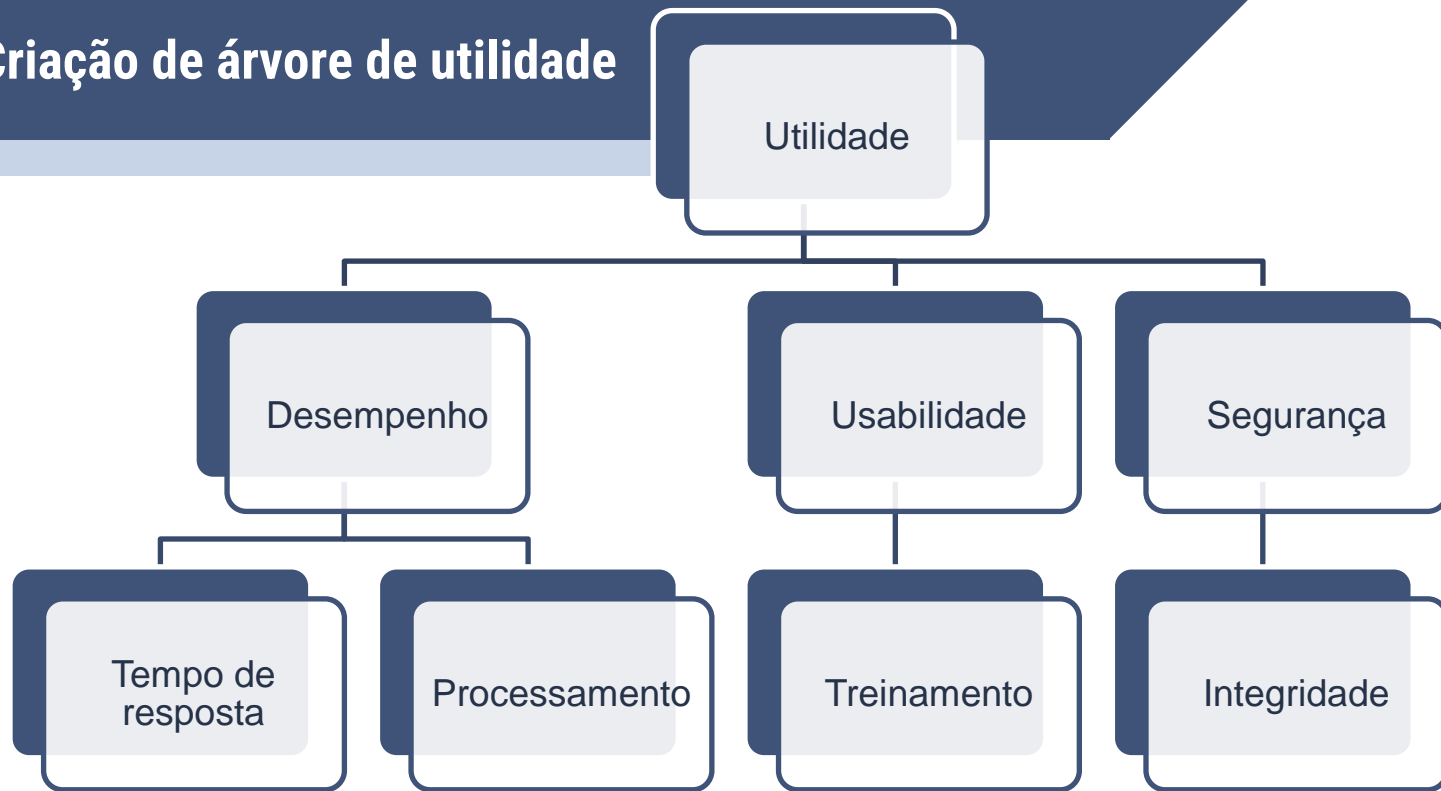 Criação de árvore de utilidade
Utilidade
Desempenho
Usabilidade
Segurança
Tempo de
resposta
Processamento
Treinamento
Integridade